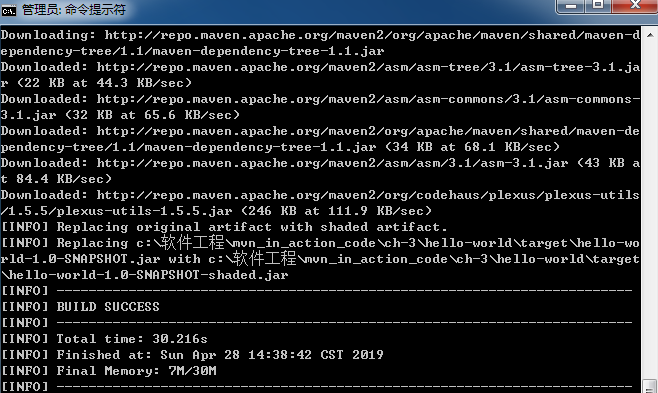 管理员: 命令提示符
Downloading: http://repo.maven.apache.org/maven2/org/apache/maven/shared/maven-d
ependency-tree/1.1/maven-dependency-tree-1.1.jar
Downloaded: http://repo.maven.apache.org/maven2/asm/asm-tree/3.1/asm-tree-3.1.ja
r (22 KB at 44.3 KB/sec)
Downloaded: http://repo.maven.apache.org/maven2/asm/asm-commons/3.1/asm-commons-
3.1.jar (32 KB at 65.6 KB/sec)
Downloaded: http://repo.maven.apache.org/maven2/org/apache/maven/shared/maven-de
pendency-tree/1.1/maven-dependency-tree-1.1.jar (34 KB at 68.1 KB/sec)
Downloaded: http://repo.maven.apache.org/maven2/asm/asm/3.1/asm-3.1.jar (43 KB a
t 84.4 KB/sec)
Downloaded: http://repo.maven.apache.org/maven2/org/codehaus/plexus/plexus-utils
/1.5.5/plexus-utils-1.5.5.jar (246 KB at 111.9 KB/sec)
[INFO] Replacing original artifact with shaded artifact.
[INFO] Replacing c:\软件工程\mvn_in_action_code\ch-3\hello-world\target\hello-wo
rld-1.0-SNAPSHOT.jar with c:\软件工程\mvn_in_action_code\ch-3\hello-world\target
\hello-world-1.0-SNAPSHOT-shaded.jar
[INFO] ------------------------------------------------------------------------
[INFO] BUILD SUCCESS
[INFO] ------------------------------------------------------------------------
[INFO] Total time: 30.216s
[INFO] Finished at: Sun Apr 28 14:38:42 CST 2019
[INFO] Final Memory: 7M/30M
[INFO] ------------------------------------------------------------------------